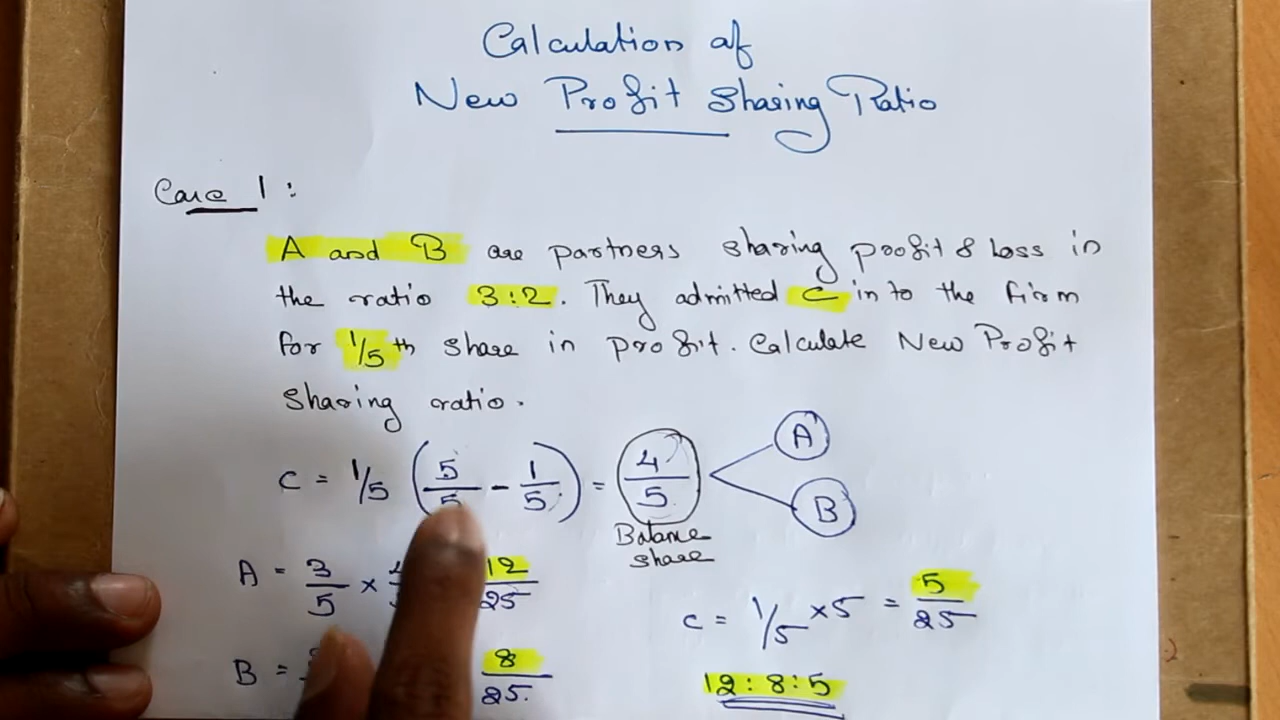 Calculation of
New Profit Sharing Ratio
Case 1 :
A and B are partners sharing profit & Loss in
the ratio 3:2. They admitted C in to the firm
for 1/5 th share in profit. Calculate New Profit
Sharing ratio.
C = 1/5 (5/5 - 1/5) = 4/5 A
B
Balance
share
A = 3/5 × 12/25
C = 1/5 ×5 = 5/25
B = 8/25
12:8:5